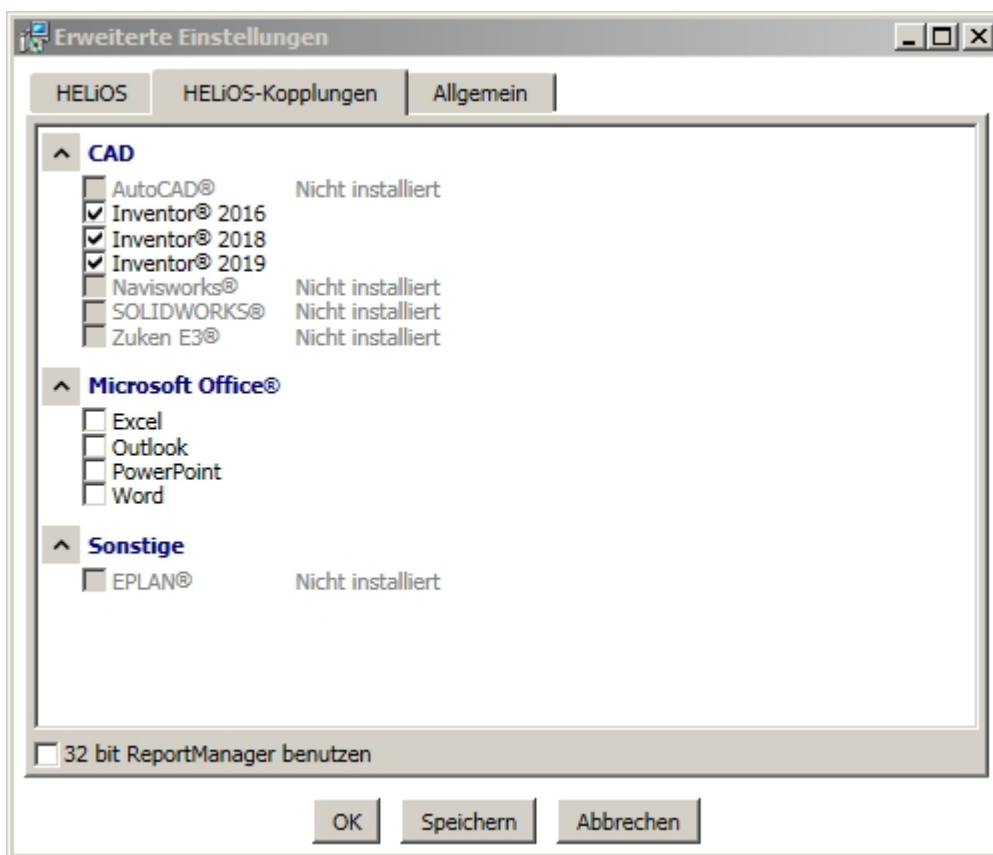 Erweiterte Einstellungen
HELiOS HELiOS-Kopplungen Allgemein
CAD
AutoCAD® Nicht installiert
Inventor® 2016
Inventor® 2018
Inventor® 2019
Navisworks® Nicht installiert
SOLIDWORKS® Nicht installiert
Zuken E3® Nicht installiert
Microsoft Office®
Excel
Outlook
PowerPoint
Word
Sonstige
EPLAN® Nicht installiert
32 bit ReportManager benutzen
OK Speichern Abbrechen